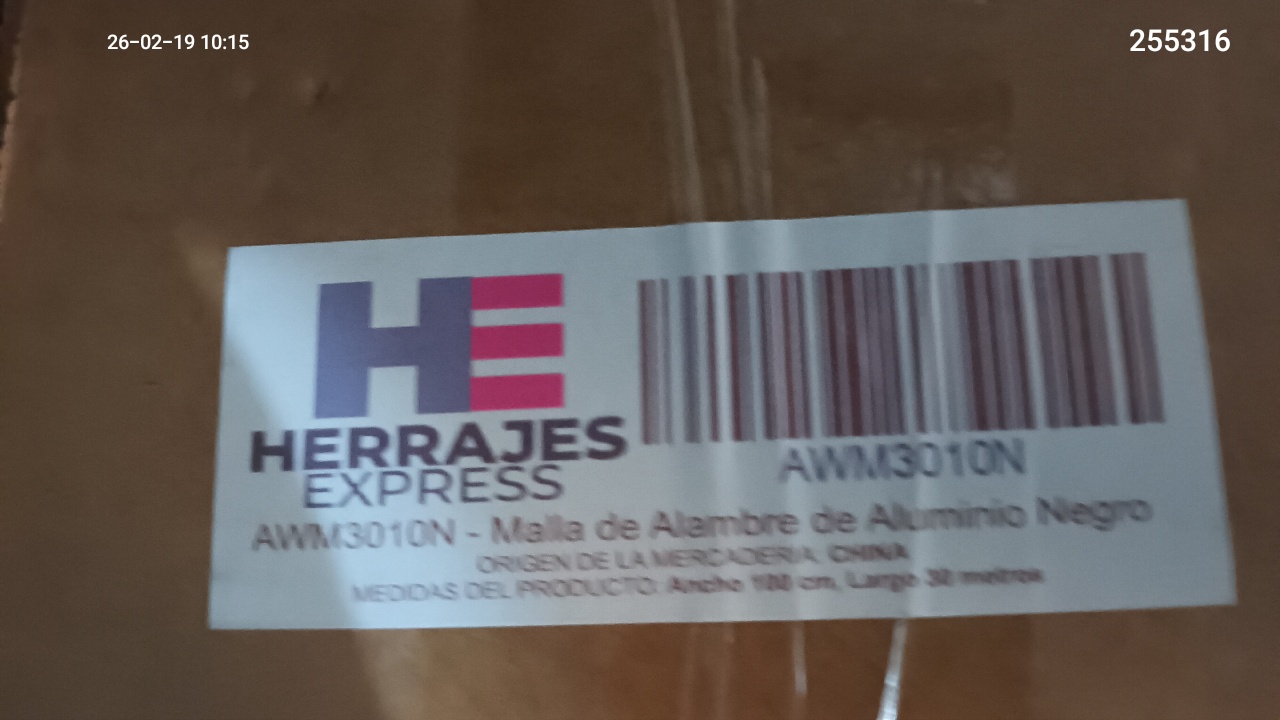 26-02-19 10:15
255316
HE
HERRAJES
EXPRESS
AWM3010N
AWM3010N - Malla de Alambre de Aluminio Negro
ORIGEN DE LA MERCADERIA: CHINA
MEDIDAS DEL PRODUCTO: Ancho 100 cm, Largo 30 metros